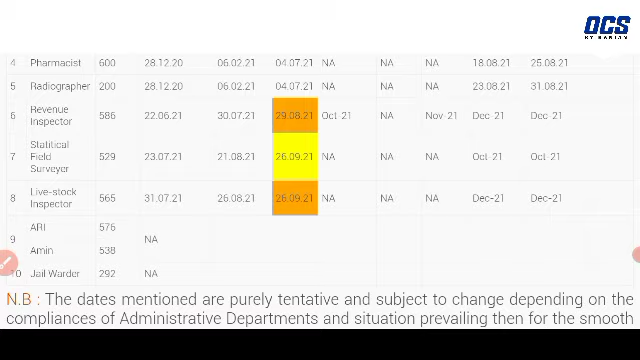 OCS
BY SARIAN
4 Pharmacist 600 28.12.20 06.02.21 04.07.21 NA NA NA 18.08.21 25.08.21
5 Radiographer 200 28.12.20 06.02.21 04.07.21 NA NA NA 23.08.21 31.08.21
6 Revenue Inspector 586 22.06.21 30.07.21 29.08.21 Oct-21 NA Nov-21 Dec-21 Dec-21
7 Statitical Field Surveyer 529 23.07.21 21.08.21 26.09.21 NA NA NA Oct-21 Oct-21
8 Live-stock Inspector 565 31.07.21 26.08.21 26.09.21 NA NA NA Dec-21 Dec-21
9 ARI 576 NA
Amin 538
10 Jail Warder 292 NA
N.B : The dates mentioned are purely tentative and subject to change depending on the
compliances of Administrative Departments and situation prevailing then for the smooth